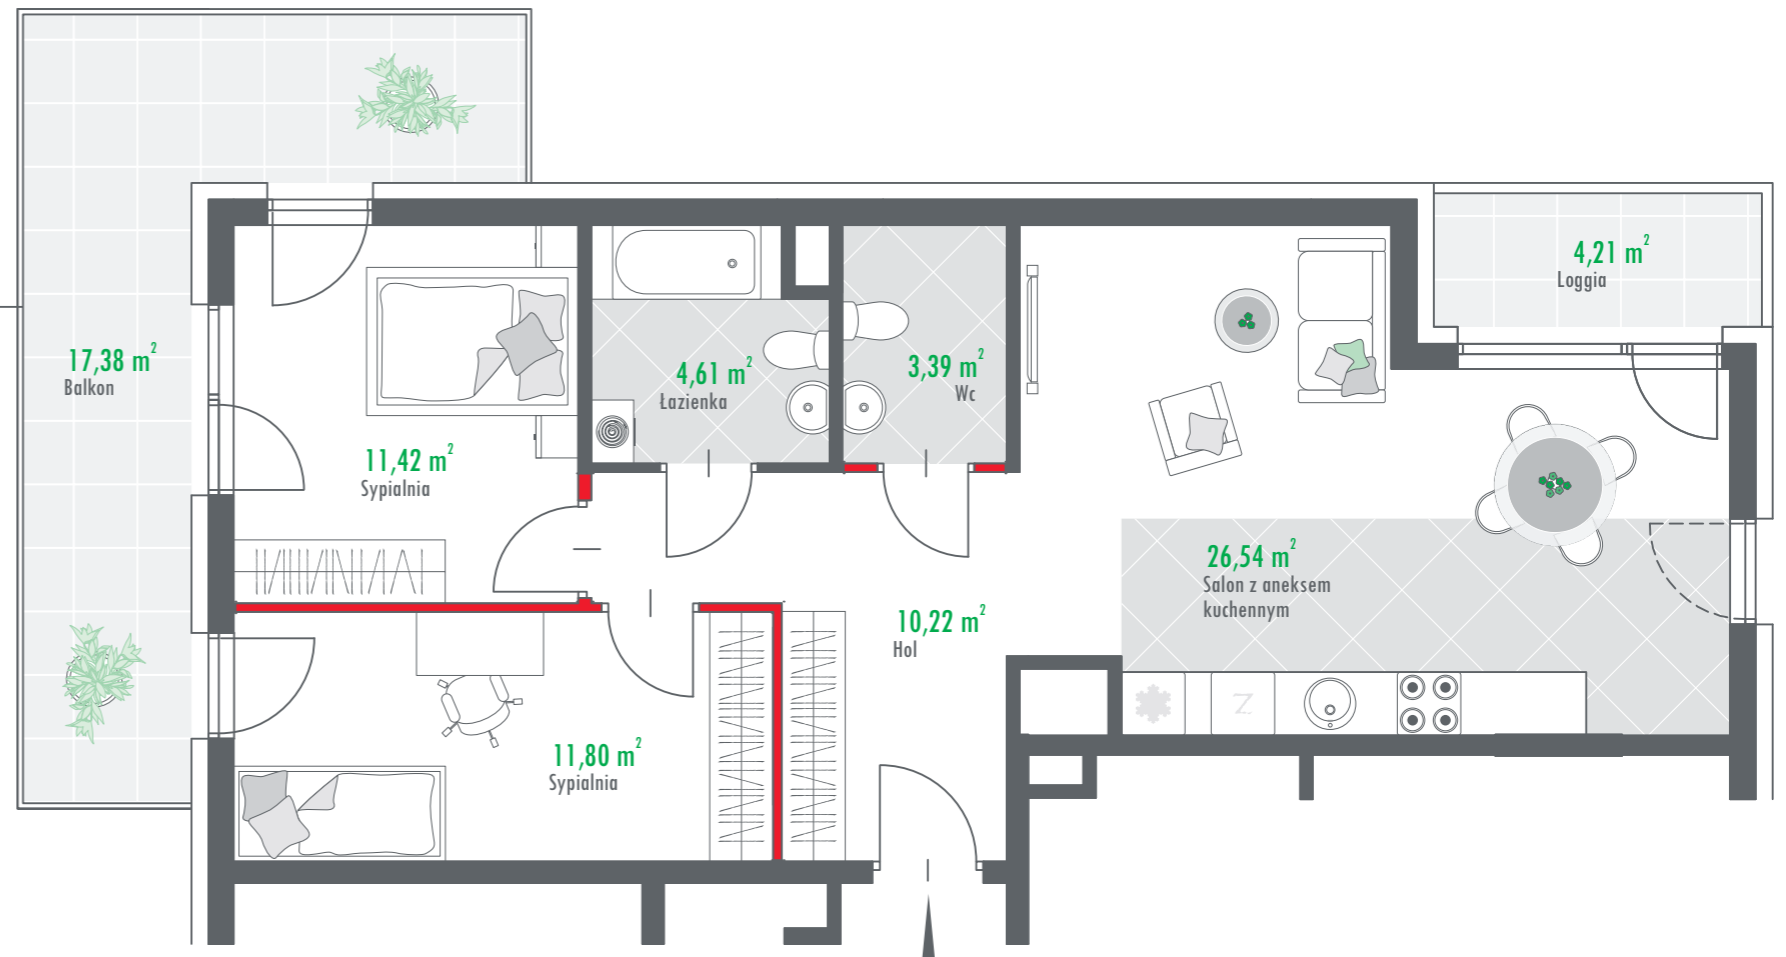 4,21 m²
Loggia
17,38 m²
Balkon
4,61 m²
Łazienka
3,39 m²
Wc
11,42 m²
Sypialnia
26,54 m²
Salon z aneksem
kuchennym
10,22 m²
Hol
Z
11,80 m²
Sypialnia